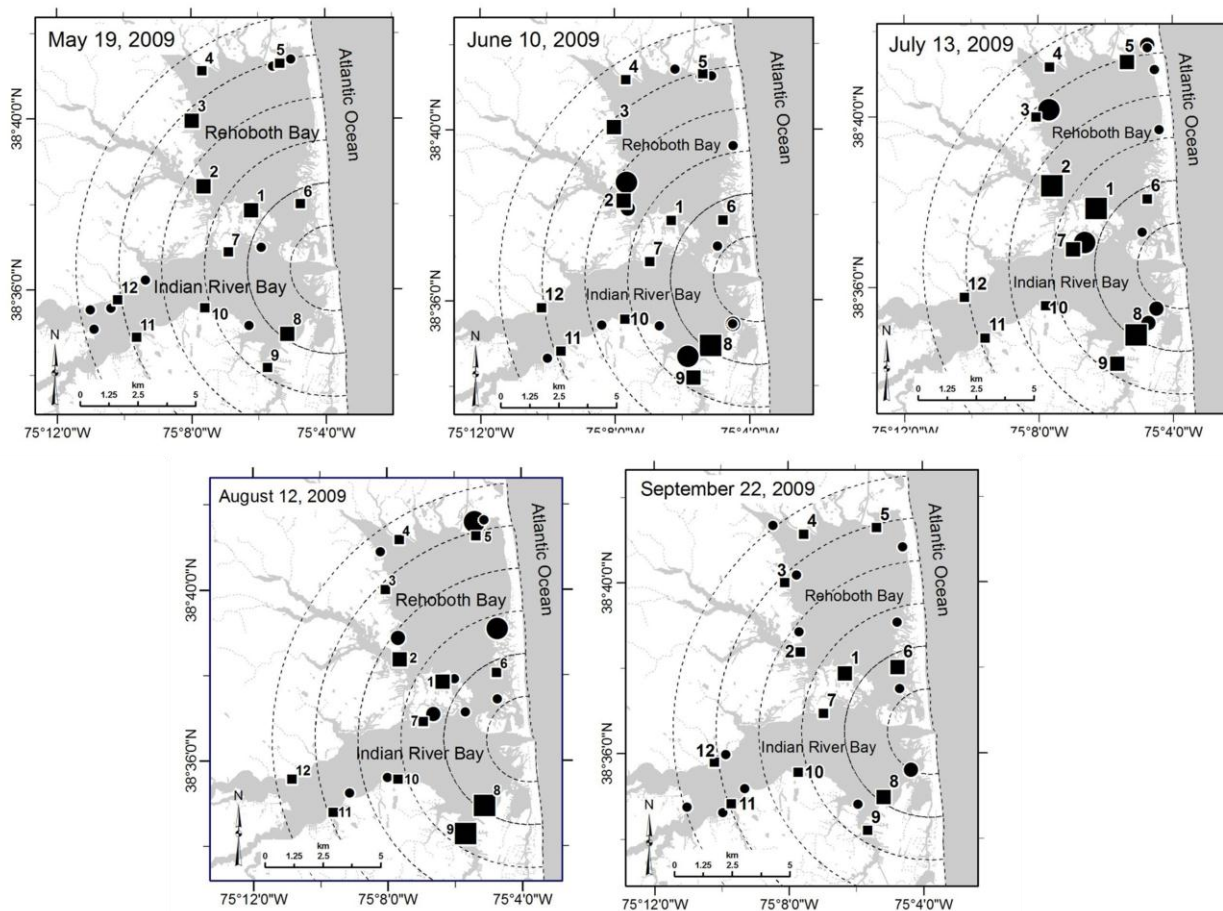 May 19, 2009
5
4
3
Rehoboth Bay
Atlantic Ocean
2
1
6
7
12
Indian River Bay
10
8
11
9
N
km
0 1.25 2.5 5
38°40'0"N
38°36'0"N
75°12'0"W 75°8'0"W 75°4'0"W
June 10, 2009
5
4
3
Rehoboth Bay
Atlantic Ocean
2
1
6
7
12
Indian River Bay
10
8
11
9
N
km
0 1.25 2.5 5
38°40'0"N
38°36'0"N
75°12'0"W 75°8'0"W 75°4'0"W
July 13, 2009
5
4
3
Rehoboth Bay
Atlantic Ocean
2
1
6
7
12
Indian River Bay
10
8
11
9
N
km
0 1.25 2.5 5
38°40'0"N
38°36'0"N
75°12'0"W 75°8'0"W 75°4'0"W
August 12, 2009
4
5
3
Rehoboth Bay
Atlantic Ocean
2
6
1
7
Indian River Bay
12
10
8
11
9
N
km
0 1.25 2.5 5
38°40'0"N
38°36'0"N
75°12'0"W 75°8'0"W 75°4'0"W
September 22, 2009
4
5
3
Rehoboth Bay
Atlantic Ocean
2
1
6
7
12
Indian River Bay
10
8
11
9
N
km
0 1.25 2.5 5
38°40'0"N
38°36'0"N
75°12'0"W 75°8'0"W 75°4'0"W